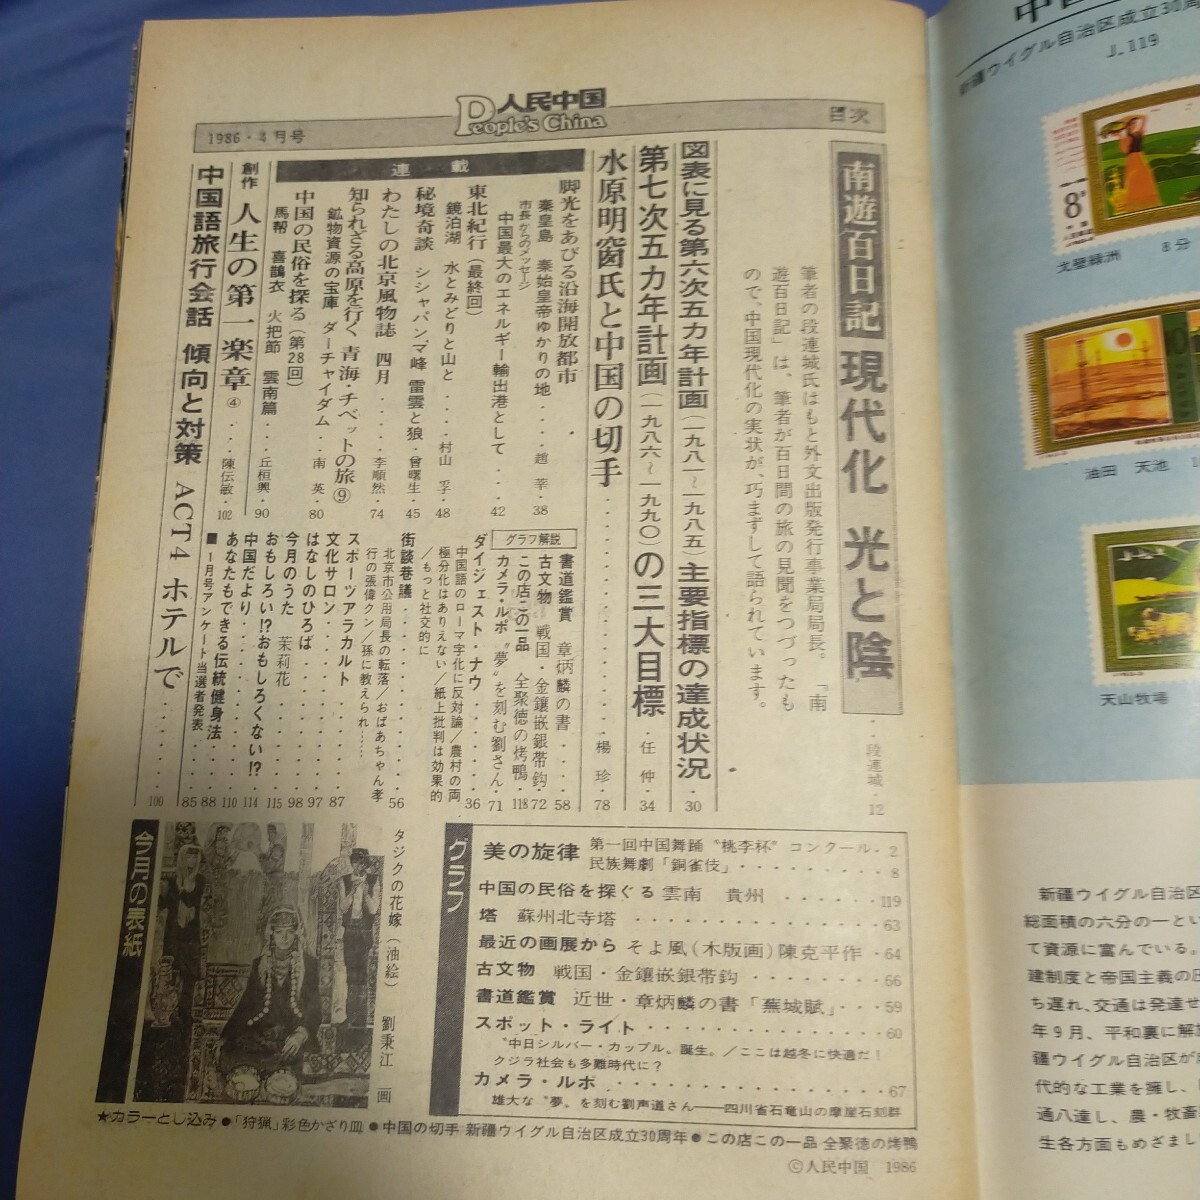 人民中国
People's China
目次
1986・4月号
南遊百日記 現代化 光と陰・段連城・12
筆者の段連城氏はもと外文出版発行事業局局長。「南
遊百日記」は、筆者が百日間の旅の見聞をつづったも
ので、中国現代化の実状が、巧まずして語られています。
図表に見る第六次五カ年計画(一九八一～一九八五)主要指標の達成状況・30
第七次五カ年計画(一九八六～一九九〇)の三大目標・任 仲・34
水原明窗氏と中国の切手・・・楊 珍・78
連載
脚光をあびる沿海開放都市
秦皇島 秦始皇帝ゆかりの地・・・・趙 莘・38
市長からのメッセージ
中国最大のエネルギー輸出港として・・・42
東北紀行(最終回)
鏡泊湖 水とみどりと山と・・・村山 孚・48
秘境奇談 シシャパンマ峰 雷雲と狼・曾曙生・45
わたしの北京風物誌 四月・・・・李順然・74
知られざる高原を行く 青海・チベットの旅⑨
鉱物資源の宝庫 ダーチャイダム・・南 英・80
中国の民俗を探る(第28回)
馬幇 喜鵲衣 火把節 雲南篇・・・丘桓興・90
創作 人生の第一楽章④・・・陳伝敏・102
中国語旅行会話 傾向と対策 ACT4 ホテルで・・・・・100
グラフ解説
書道鑑賞 章炳麟の書・・・58
古文物 戦国・金鑲嵌銀帯鈎・・72
この店この一品 全聚徳の烤鴨・・118
カメラ・ルポ “夢”を刻む劉さん・71
ダイジェスト・ナウ・・・・・36
中国語のローマ字化に反対論/農村の両
極分化はありえない/紙上批判は効果的
/もっと社交的に
街談巷議・・・・・・56
北京市公用局長の転落/おばあちゃん孝
行の張偉クン/孫に教えられ……
スポーツアラカルト・・・・87
文化サロン・・・・・97
はなしのひろば・・・・98
今月のうた 茉莉花・・・・115
おもしろい!?おもしろくない!?・・114
中国だより・・・・・110
あなたもできる伝統健身法・・・88
■1月号アンケート当選者発表・・・・85
グラフ
美の旋律 第一回中国舞踊“桃李杯”コンクール・2
民族舞劇「銅雀伎」・・・・・・・・8
中国の民俗を探ぐる 雲南 貴州・・・・・・119
塔 蘇州北寺塔・・・・・・・・・・・63
最近の画展から そよ風(木版画)陳克平作・64
古文物 戦国・金鑲嵌銀帯鈎・・・・・・・66
書道鑑賞 近世・章炳麟の書「蕪城賦」・・・59
スポット・ライト・・・・・・・・・・・・60
“中日シルバー・カップル”誕生。/ここは越冬に快適だ!
クジラ社会も多難時代に?
カメラ・ルポ・・・・・・・・・・・・・・67
雄大な“夢”を刻む劉声道さん——四川省石竜山の摩崖石刻群
タジクの花嫁(油絵) 劉秉江 画
今月の表紙
★カラーとじ込み●「狩猟」彩色かざり皿●中国の切手 新疆ウイグル自治区成立30周年●この店この一品 全聚徳の烤鴨
©人民中国 1986
新疆ウイグル自治区成立30周
J.119
戈壁緑洲 8分
油田 天池
天山牧場
新疆ウイグル自治区
総面積の六分の一とい
て資源に富んでいる。
建制度と帝国主義の圧
ち遅れ、交通は発達せ
年9月、平和裏に解放
疆ウイグル自治区が
代的な工業を擁し、
通八達し、農・牧畜
生各方面もめざまし